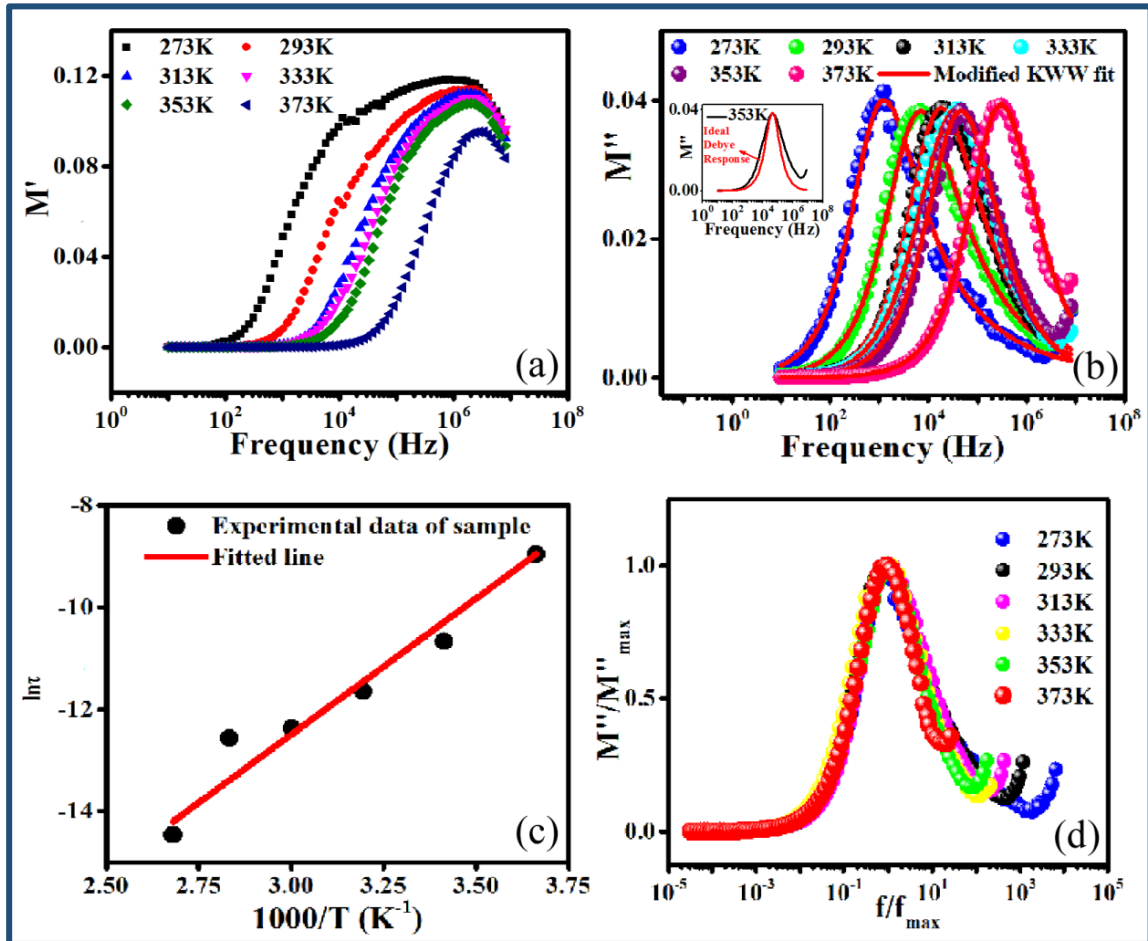 273K 293K
313K 333K
353K 373K
0.12
0.08
0.04
0.00
M'
(a)
10^0 10^2 10^4 10^6 10^8
Frequency (Hz)
273K 293K 313K 333K
353K 373K Modified KWW fit
0.04
0.02
0.00
M''
0.04
0.00
M''
353K
Ideal
Debye
Response
10^0 10^2 10^4 10^6 10^8
Frequency (Hz)
(b)
10^0 10^2 10^4 10^6 10^8
Frequency (Hz)
Experimental data of sample
Fitted line
-8
-10
-12
-14
lnτ
(c)
2.50 2.75 3.00 3.25 3.50 3.75
1000/T (K^-1)
273K
293K
313K
333K
353K
373K
1.0
0.5
0.0
M''/M''max
(d)
10^-5 10^-3 10^-1 10^1 10^3 10^5
f/fmax